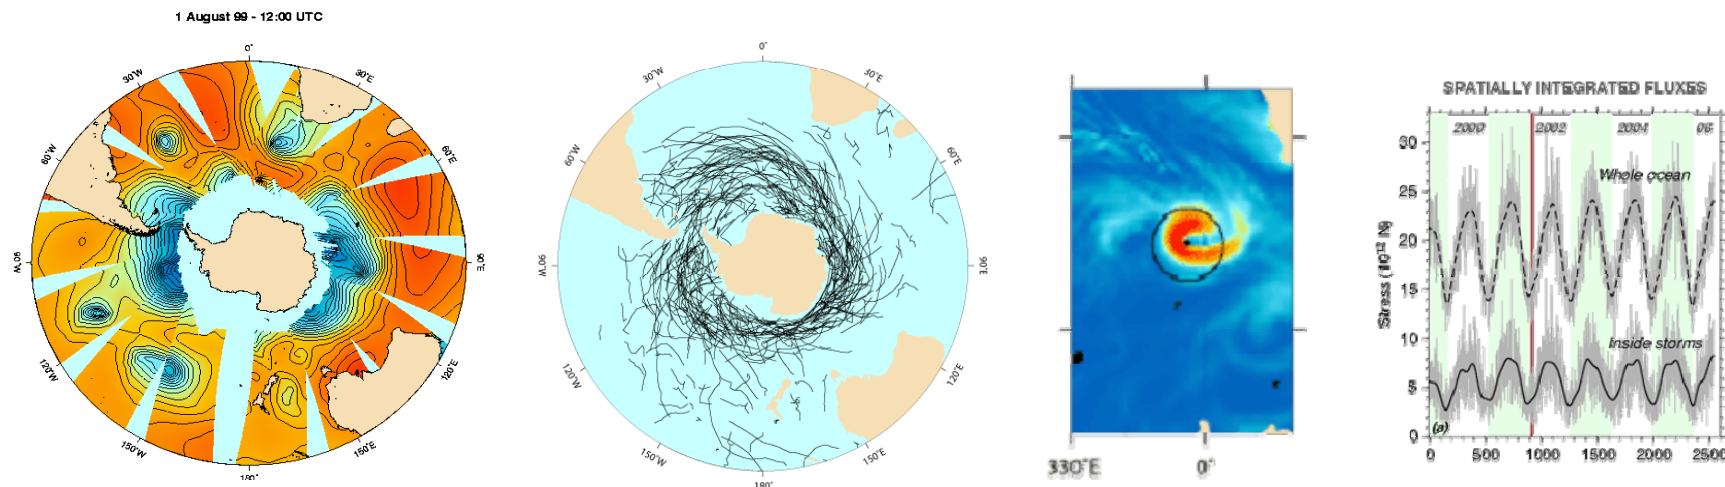 1 August 99 - 12:00 UTC
0°
30°W
30°E
60°W
60°E
90°W
90°E
120°W
120°E
150°W
150°E
180°
0°
30°W
30°E
60°W
60°E
90°W
90°E
120°W
120°E
150°W
150°E
180°
330°E
0°
SPATIALLY INTEGRATED FLUXES
2000
2002
2004
06
Whole ocean
Inside storms
(a)
Stress (10¹² N)
30
25
20
15
10
5
0
0
500
1000
1500
2000
2500